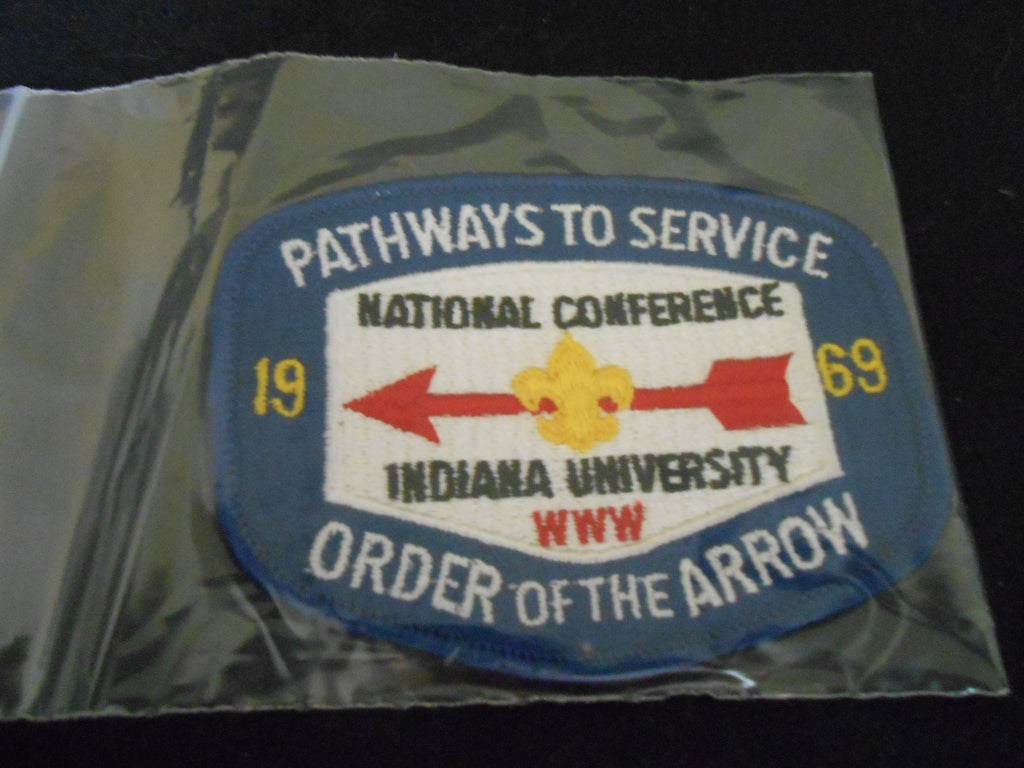 PATHWAYS TO SERVICE
NATIONAL CONFERENCE
19 69
INDIANA UNIVERSITY
WWW
ORDER OF THE ARROW